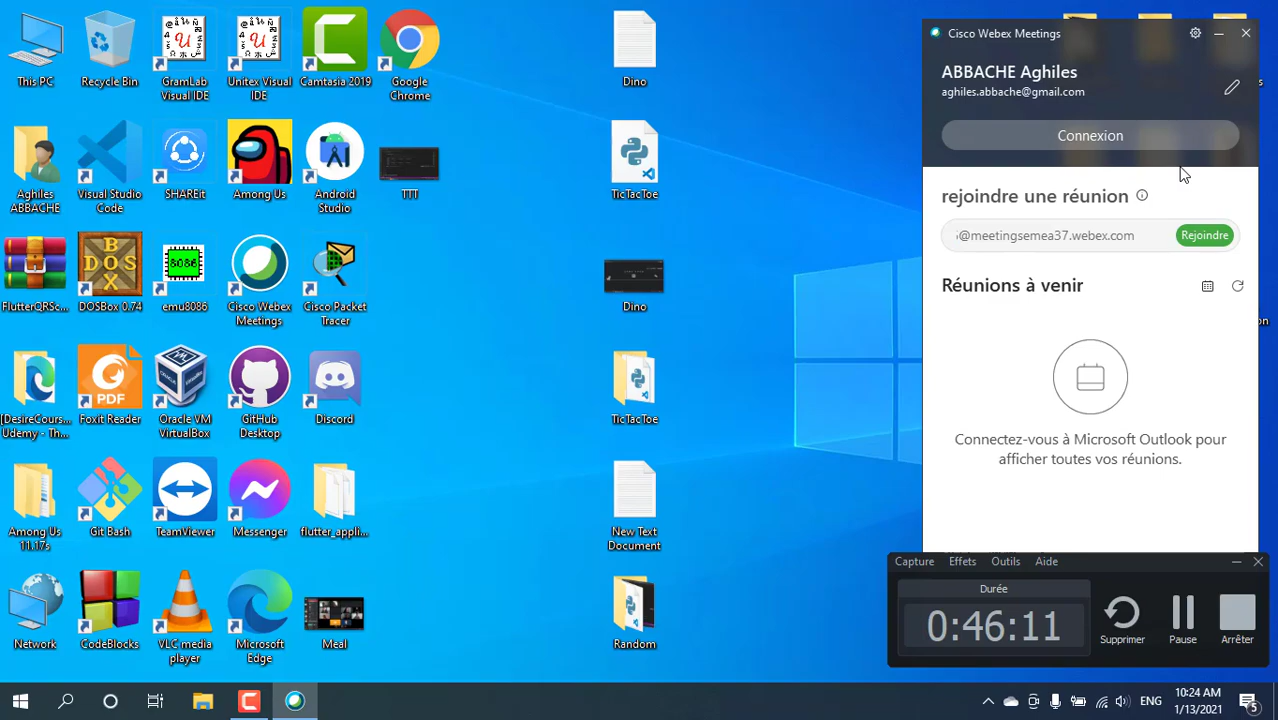 This PC
Recycle Bin
GramLab
Visual IDE
Unitex Visual
IDE
Camtasia 2019
Google
Chrome
Dino
Aghiles
ABBACHE
Visual Studio
Code
SHAREit
Among Us
Android
Studio
TTT
TicTacToe
FlutterQRSc...
DOSBox 0.74
emu8086
Cisco Webex
Meetings
Cisco Packet
Tracer
Dino
[DesireCours...
Udemy - Th...
Foxit Reader
Oracle VM
VirtualBox
GitHub
Desktop
Discord
TicTacToe
Among Us
11.17s
Git Bash
TeamViewer
Messenger
flutter_appli...
New Text
Document
Network
CodeBlocks
VLC media
player
Microsoft
Edge
Meal
Random
Cisco Webex Meetings
ABBACHE Aghiles
aghiles.abbache@gmail.com
Connexion
rejoindre une réunion
@meetingsemea37.webex.com
Rejoindre
Réunions à venir
Connectez-vous à Microsoft Outlook pour
afficher toutes vos réunions.
Capture Effets Outils Aide
Durée
0:46:11
Supprimer Pause Arrêter
ENG
10:24 AM
1/13/2021
5